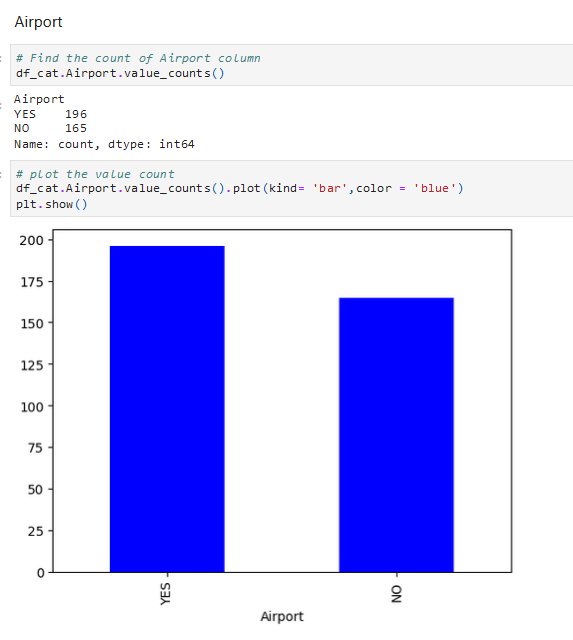 Airport
# Find the count of Airport column
df_cat.Airport.value_counts()
Airport
YES    196
NO     165
Name: count, dtype: int64
# plot the value count
df_cat.Airport.value_counts().plot(kind= 'bar',color = 'blue')
plt.show()
200
175
150
125
100
75
50
25
0
YES
NO
Airport